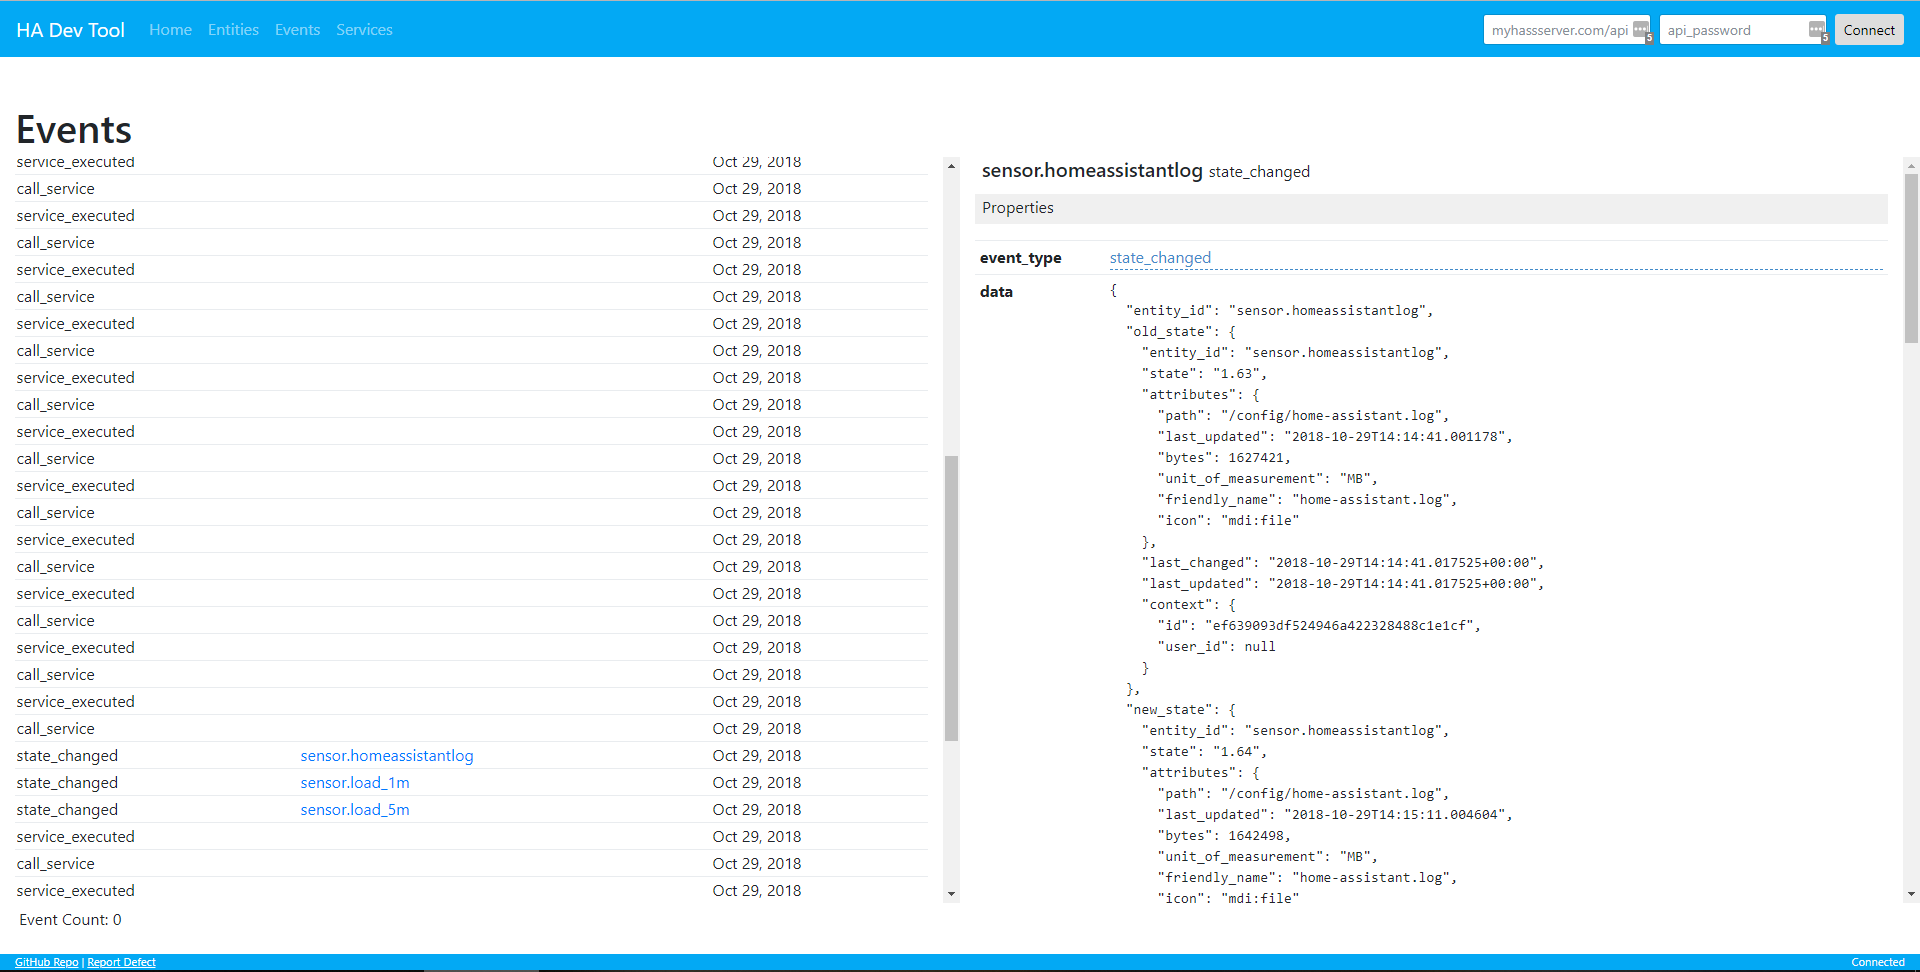 HA Dev Tool Home Entities Events Services myhassserver.com/api 5 api_password 5 Connect
Events
service_executed Oct 29, 2018
call_service Oct 29, 2018
service_executed Oct 29, 2018
call_service Oct 29, 2018
service_executed Oct 29, 2018
call_service Oct 29, 2018
service_executed Oct 29, 2018
call_service Oct 29, 2018
service_executed Oct 29, 2018
call_service Oct 29, 2018
service_executed Oct 29, 2018
call_service Oct 29, 2018
service_executed Oct 29, 2018
call_service Oct 29, 2018
service_executed Oct 29, 2018
call_service Oct 29, 2018
service_executed Oct 29, 2018
call_service Oct 29, 2018
service_executed Oct 29, 2018
call_service Oct 29, 2018
service_executed Oct 29, 2018
call_service Oct 29, 2018
state_changed sensor.homeassistantlog Oct 29, 2018
state_changed sensor.load_1m Oct 29, 2018
state_changed sensor.load_5m Oct 29, 2018
service_executed Oct 29, 2018
call_service Oct 29, 2018
service_executed Oct 29, 2018
Event Count: 0
sensor.homeassistantlog state_changed
Properties
event_type state_changed
data {
"entity_id": "sensor.homeassistantlog",
"old_state": {
"entity_id": "sensor.homeassistantlog",
"state": "1.63",
"attributes": {
"path": "/config/home-assistant.log",
"last_updated": "2018-10-29T14:14:41.001178",
"bytes": 1627421,
"unit_of_measurement": "MB",
"friendly_name": "home-assistant.log",
"icon": "mdi:file"
},
"last_changed": "2018-10-29T14:14:41.017525+00:00",
"last_updated": "2018-10-29T14:14:41.017525+00:00",
"context": {
"id": "ef639093df524946a422328488c1e1cf",
"user_id": null
}
},
"new_state": {
"entity_id": "sensor.homeassistantlog",
"state": "1.64",
"attributes": {
"path": "/config/home-assistant.log",
"last_updated": "2018-10-29T14:15:11.004604",
"bytes": 1642498,
"unit_of_measurement": "MB",
"friendly_name": "home-assistant.log",
"icon": "mdi:file"
GitHub Repo | Report Defect Connected